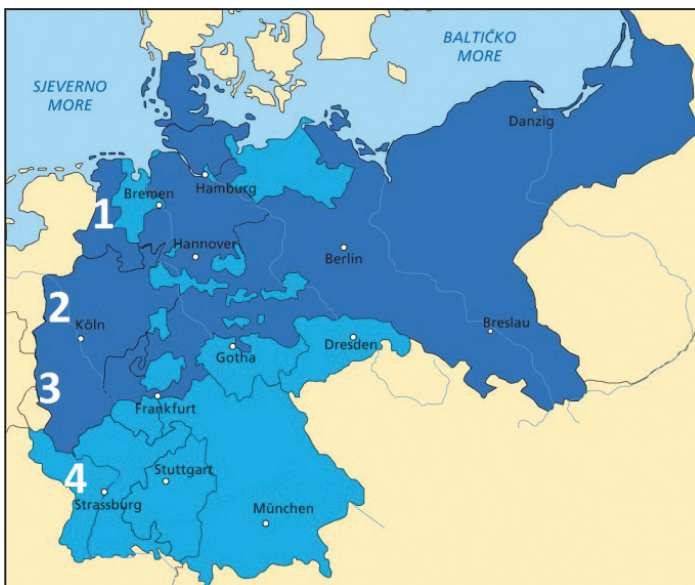 BALTIČKO
MORE
SJEVERNO
MORE
Danzig
Hamburg
Bremen
1
Hannover
Berlin
2
Köln
Breslau
Dresden
Gotha
3
Frankfurt
4
Stuttgart
Strassburg
München